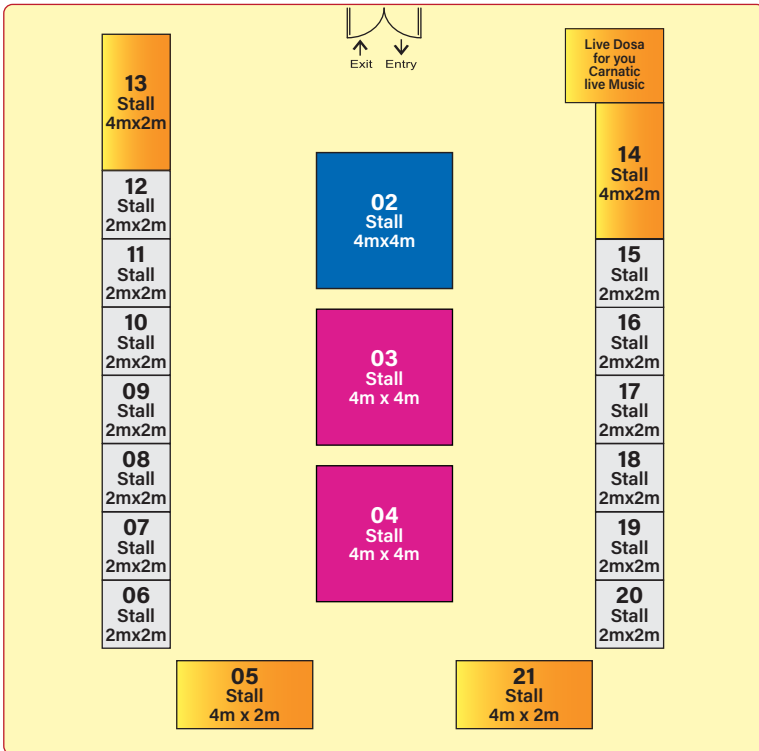 Exit Entry
Live Dosa
for you
Carnatic
live Music
13
Stall
4mx2m
12
Stall
2mx2m
11
Stall
2mx2m
10
Stall
2mx2m
09
Stall
2mx2m
08
Stall
2mx2m
07
Stall
2mx2m
06
Stall
2mx2m
02
Stall
4mx4m
03
Stall
4m x 4m
04
Stall
4m x 4m
14
Stall
4mx2m
15
Stall
2mx2m
16
Stall
2mx2m
17
Stall
2mx2m
18
Stall
2mx2m
19
Stall
2mx2m
20
Stall
2mx2m
05
Stall
4m x 2m
21
Stall
4m x 2m